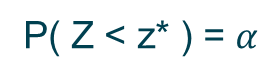 P( Z < z* ) = α